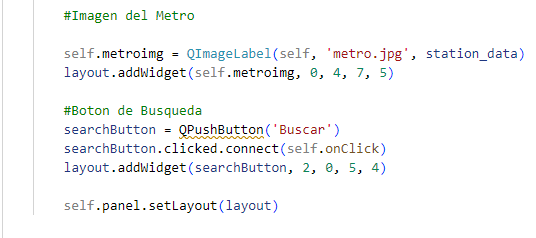 #Imagen del Metro
self.metroimg = QImageLabel(self, 'metro.jpg', station_data)
layout.addWidget(self.metroimg, 0, 4, 7, 5)
#Boton de Busqueda
searchButton = QPushButton('Buscar')
searchButton.clicked.connect(self.onClick)
layout.addWidget(searchButton, 2, 0, 5, 4)
self.panel.setLayout(layout)